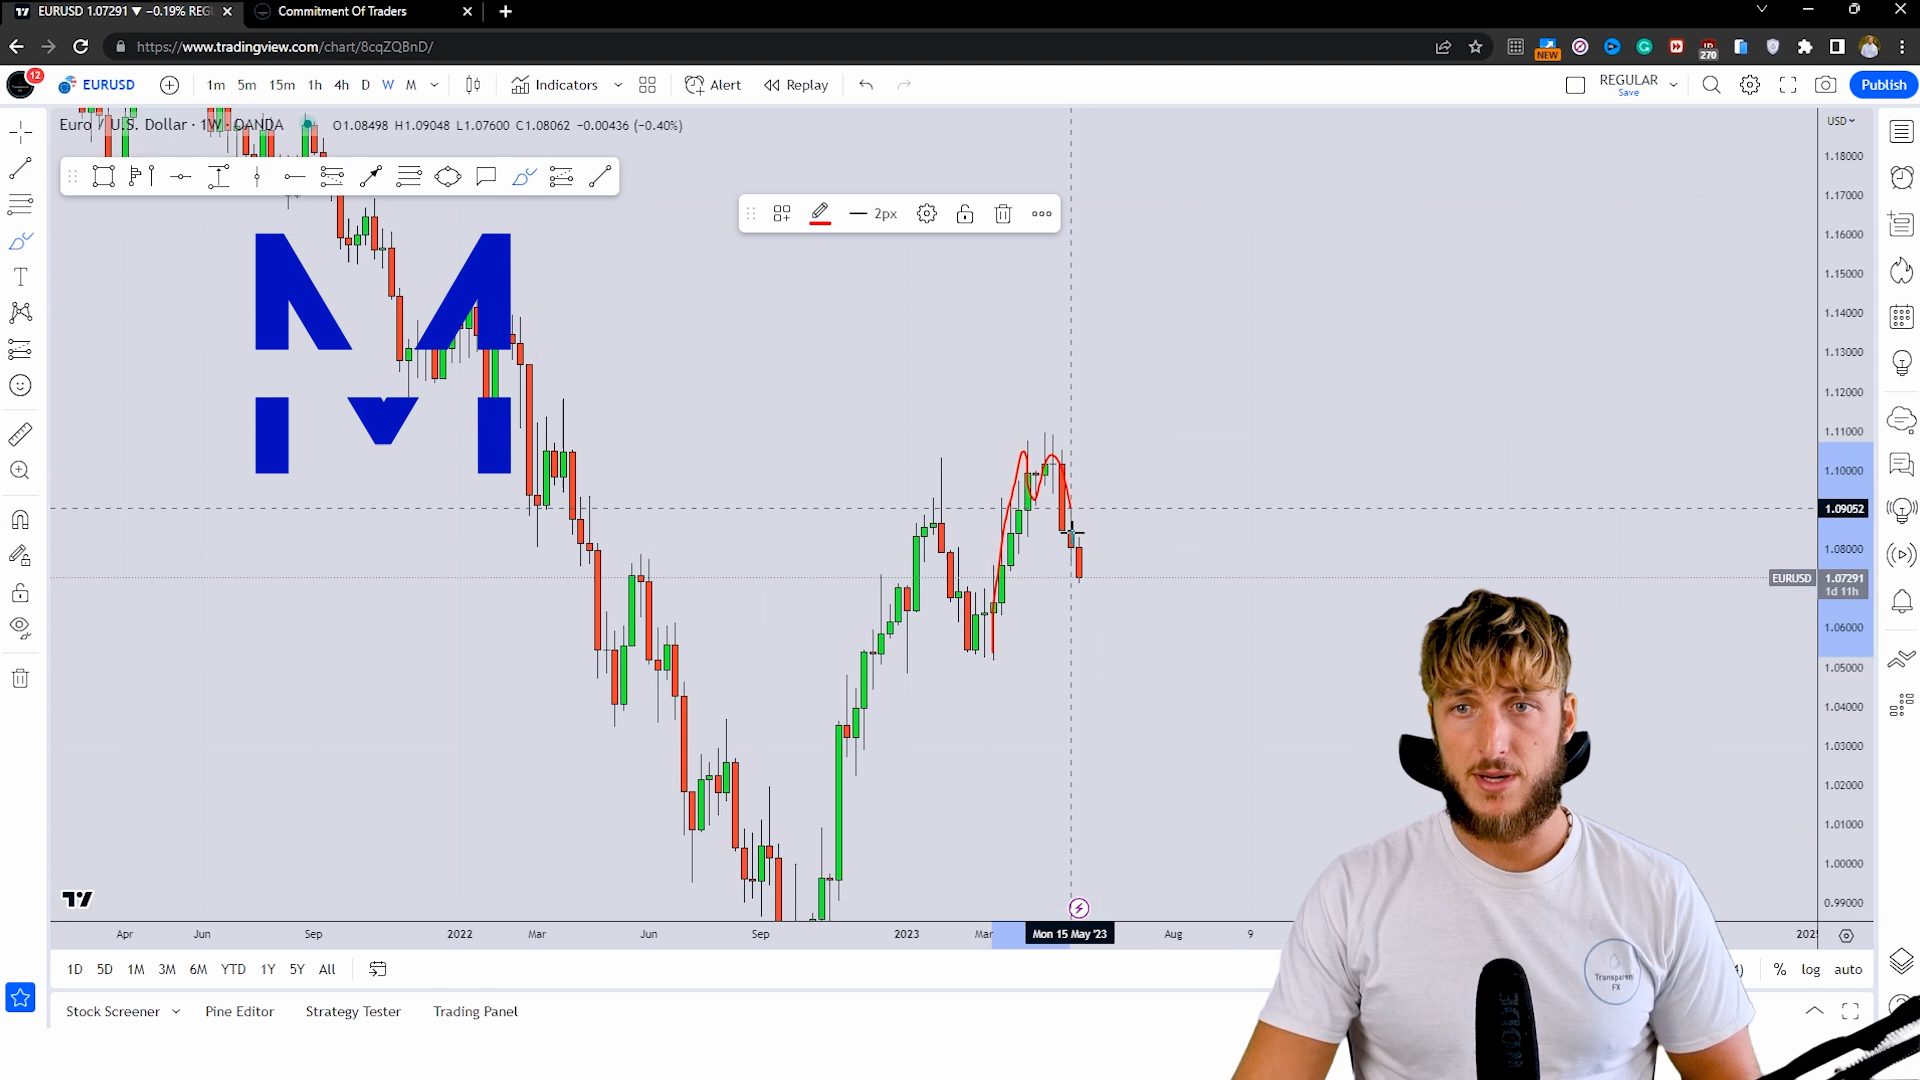 EURUSD 1.07291 ▼ −0.19% REG
Commitment Of Traders
https://www.tradingview.com/chart/8cqZQBnD/
NEW
270
12
EURUSD
1m 5m 15m 1h 4h D W M
Indicators
Alert
Replay
REGULAR
Save
Publish
Euro / U.S. Dollar · 1W · OANDA O1.08498 H1.09048 L1.07600 C1.08062 −0.00436 (−0.40%)
USD
1.18000
1.17000
2px
1.16000
1.15000
1.14000
1.13000
1.12000
1.11000
1.10000
1.09052
1.08000
EURUSD 1.07291
1d 11h
1.06000
1.05000
1.04000
1.03000
1.02000
1.01000
1.00000
0.99000
Apr Jun Sep 2022 Mar Jun Sep 2023 Mar Mon 15 May '23 Aug 9
1D 5D 1M 3M 6M YTD 1Y 5Y All
% log auto
Transparent
FX
Stock Screener Pine Editor Strategy Tester Trading Panel
RODE